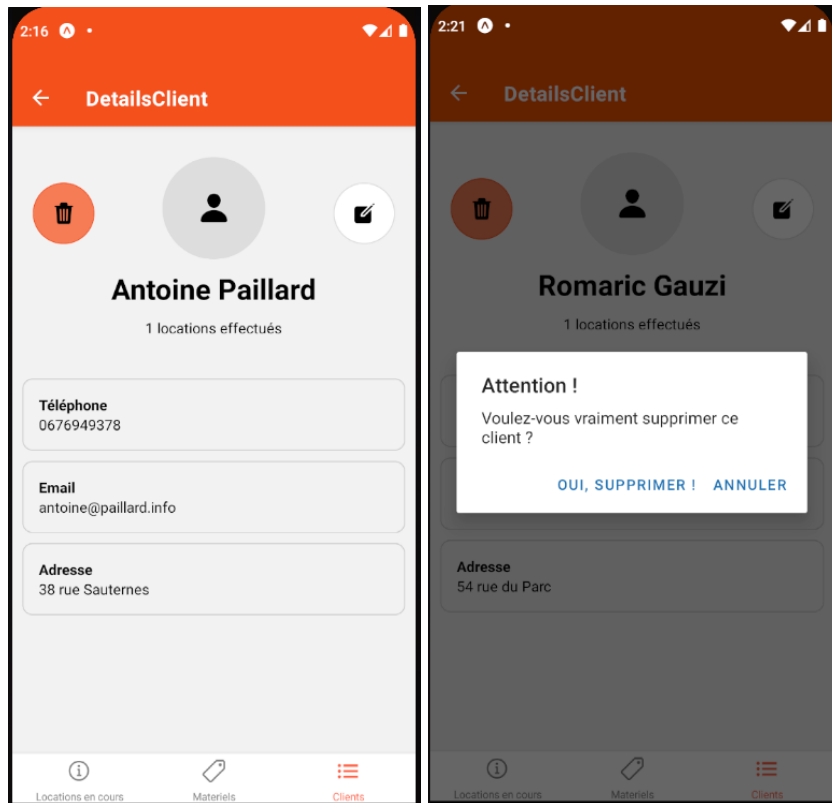 2:16
DetailsClient
Antoine Paillard
1 locations effectués
Téléphone
0676949378
Email
antoine@paillard.info
Adresse
38 rue Sauternes
Locations en cours
Materiels
Clients
2:21
DetailsClient
Romaric Gauzi
1 locations effectués
Attention !
Voulez-vous vraiment supprimer ce
client ?
OUI, SUPPRIMER !
ANNULER
Adresse
54 rue du Parc
Locations en cours
Materiels
Clients